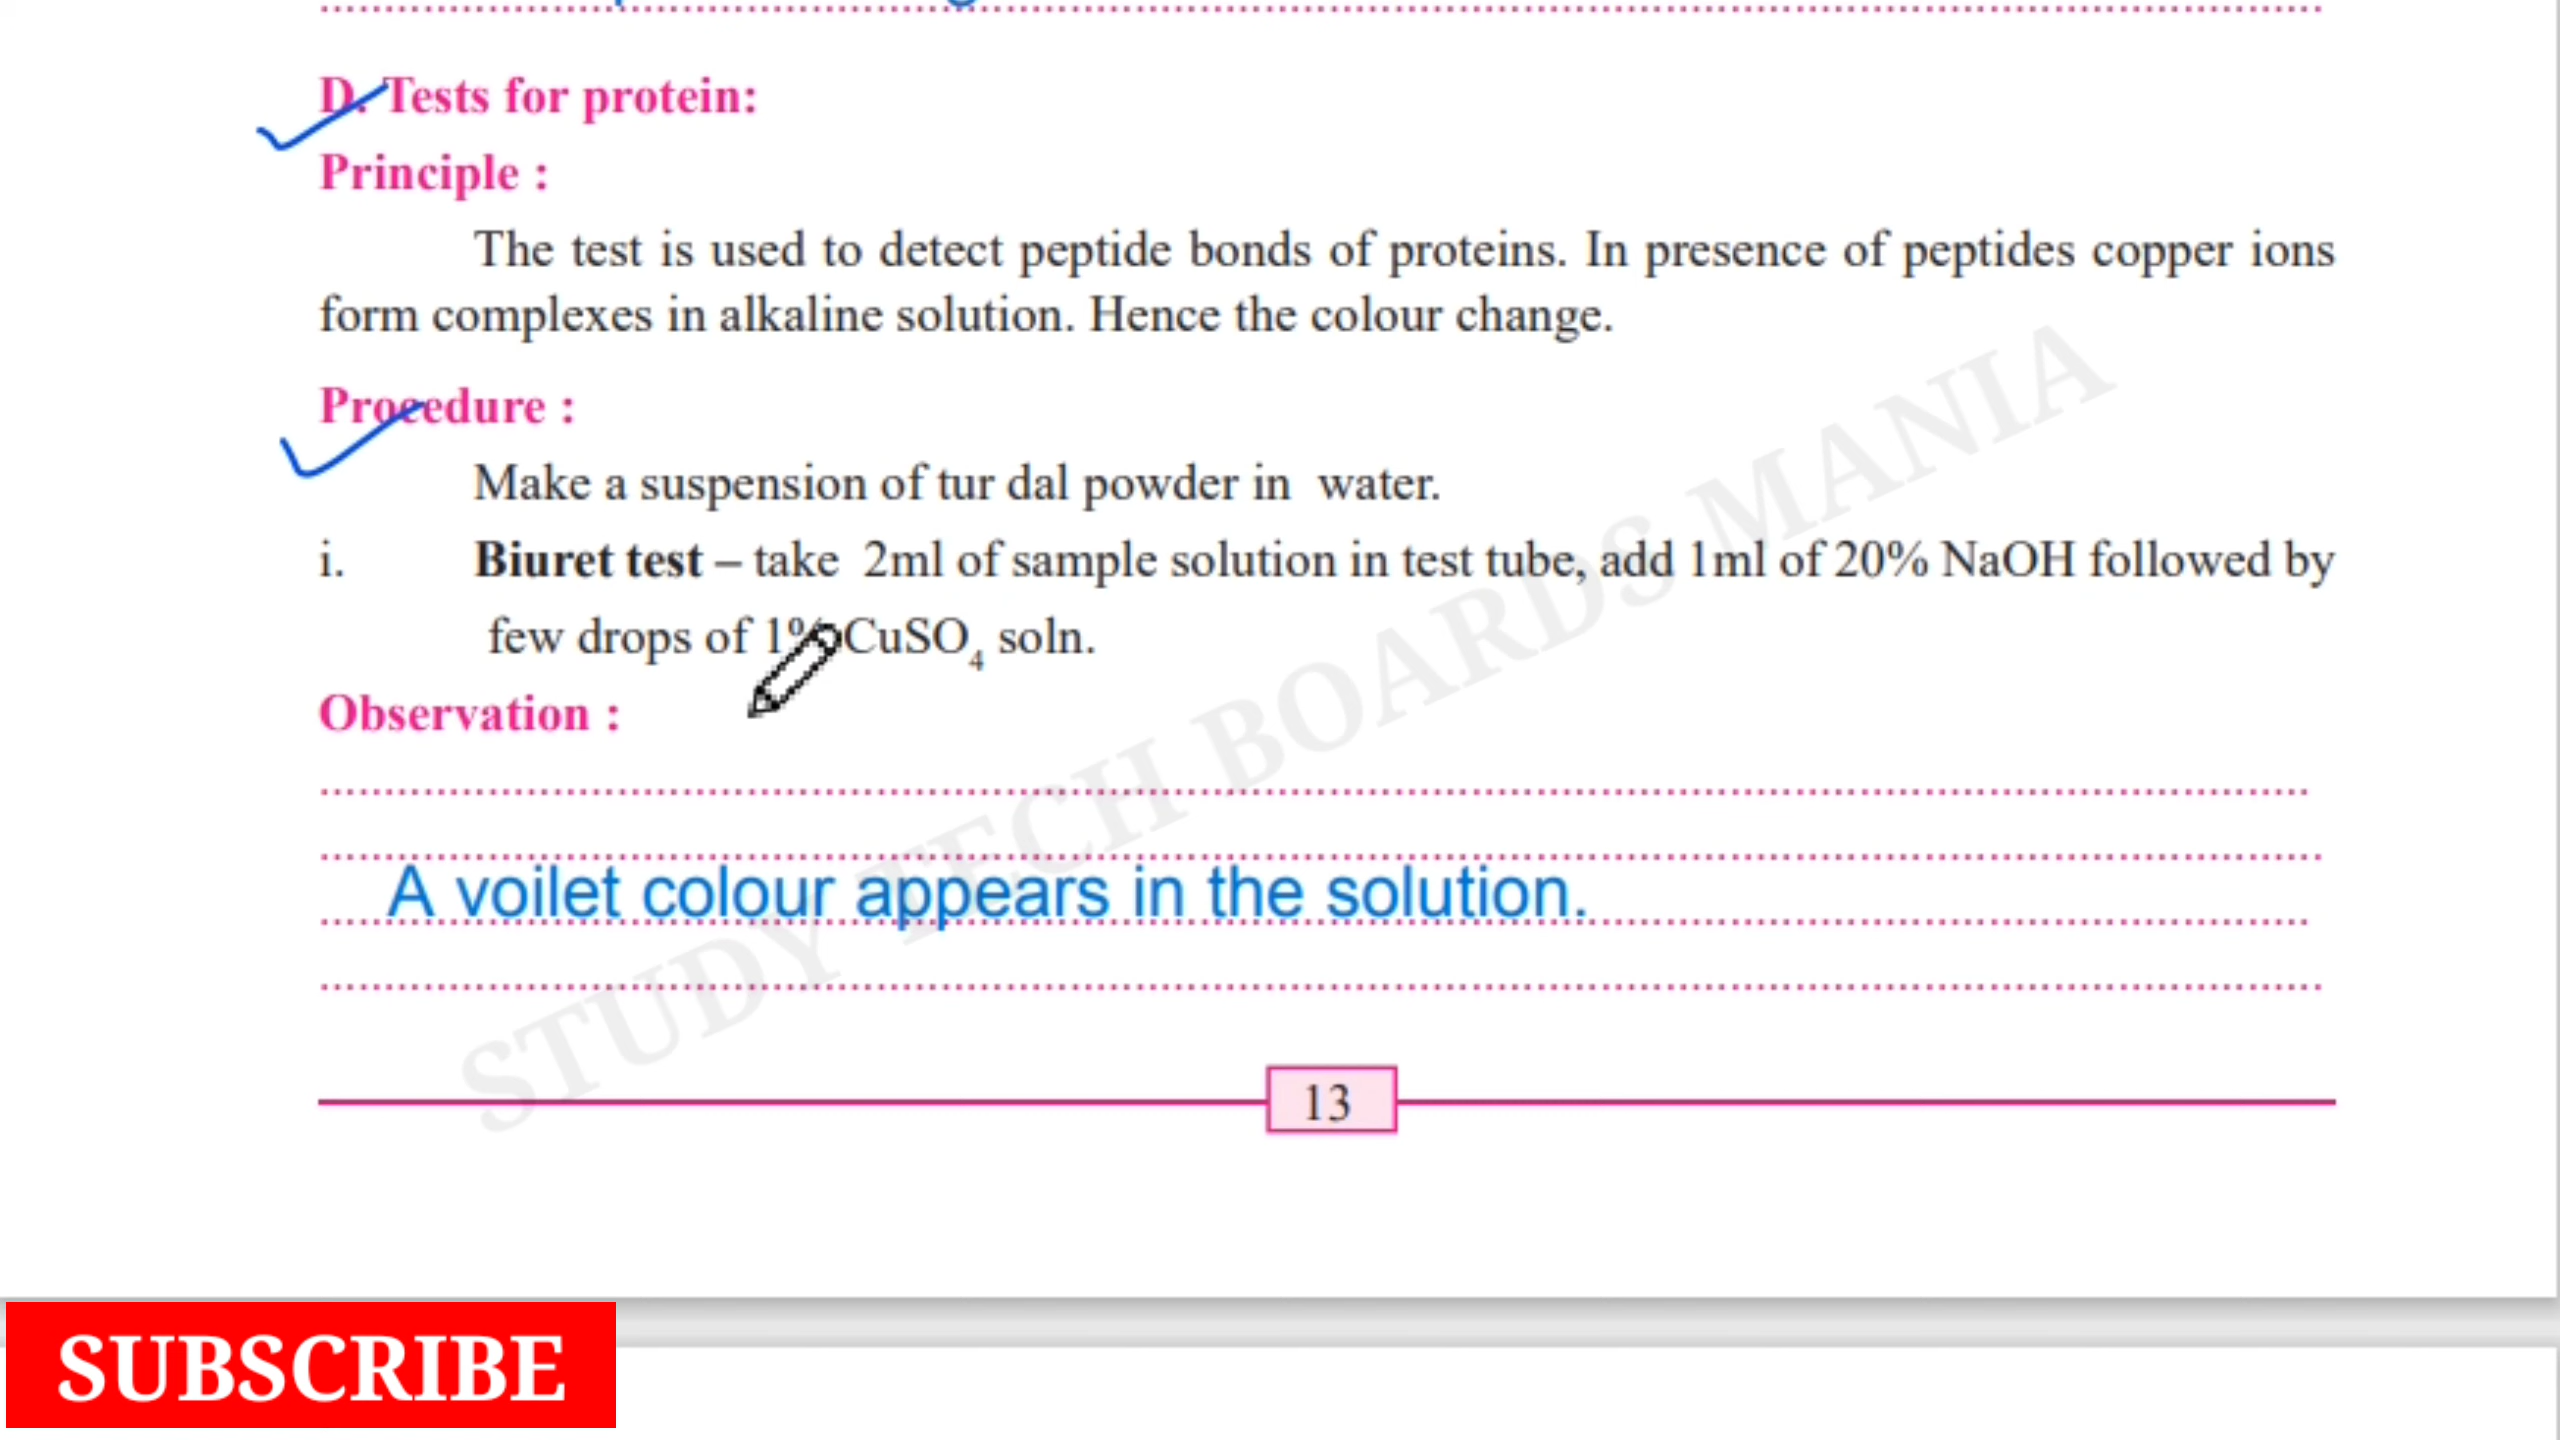 D. Tests for protein:
Principle :
The test is used to detect peptide bonds of proteins. In presence of peptides copper ions
form complexes in alkaline solution. Hence the colour change.
Procedure :
Make a suspension of tur dal powder in water.
i. Biuret test – take 2ml of sample solution in test tube, add 1ml of 20% NaOH followed by
few drops of 1% CuSO₄ soln.
Observation :
A voilet colour appears in the solution.
STUDY TECH BOARDS MANIA
13
SUBSCRIBE